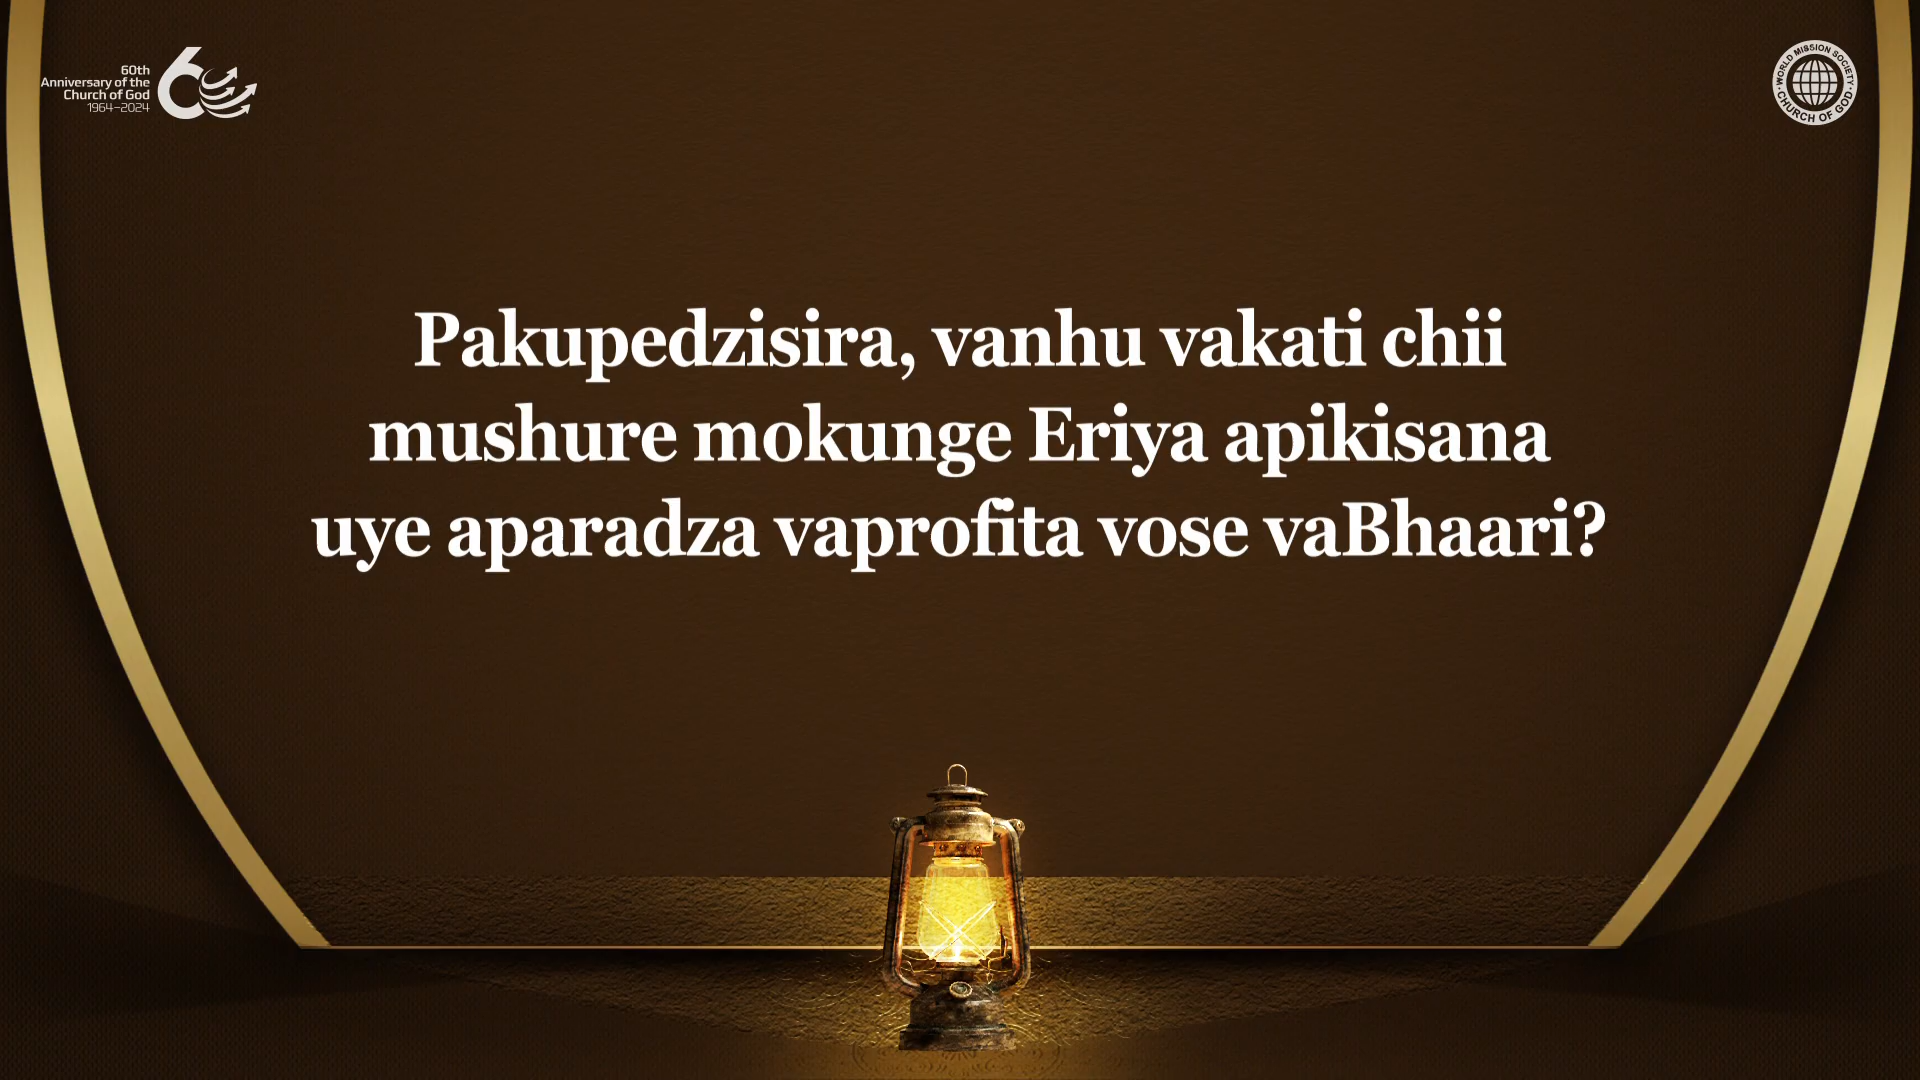 60th
Anniversary of the
Church of God
1964–2024
WORLD MISSION SOCIETY
CHURCH OF GOD
Pakupedzisira, vanhu vakati chii
mushure mokunge Eriya apikisana
uye aparadza vaprofita vose vaBhaari?